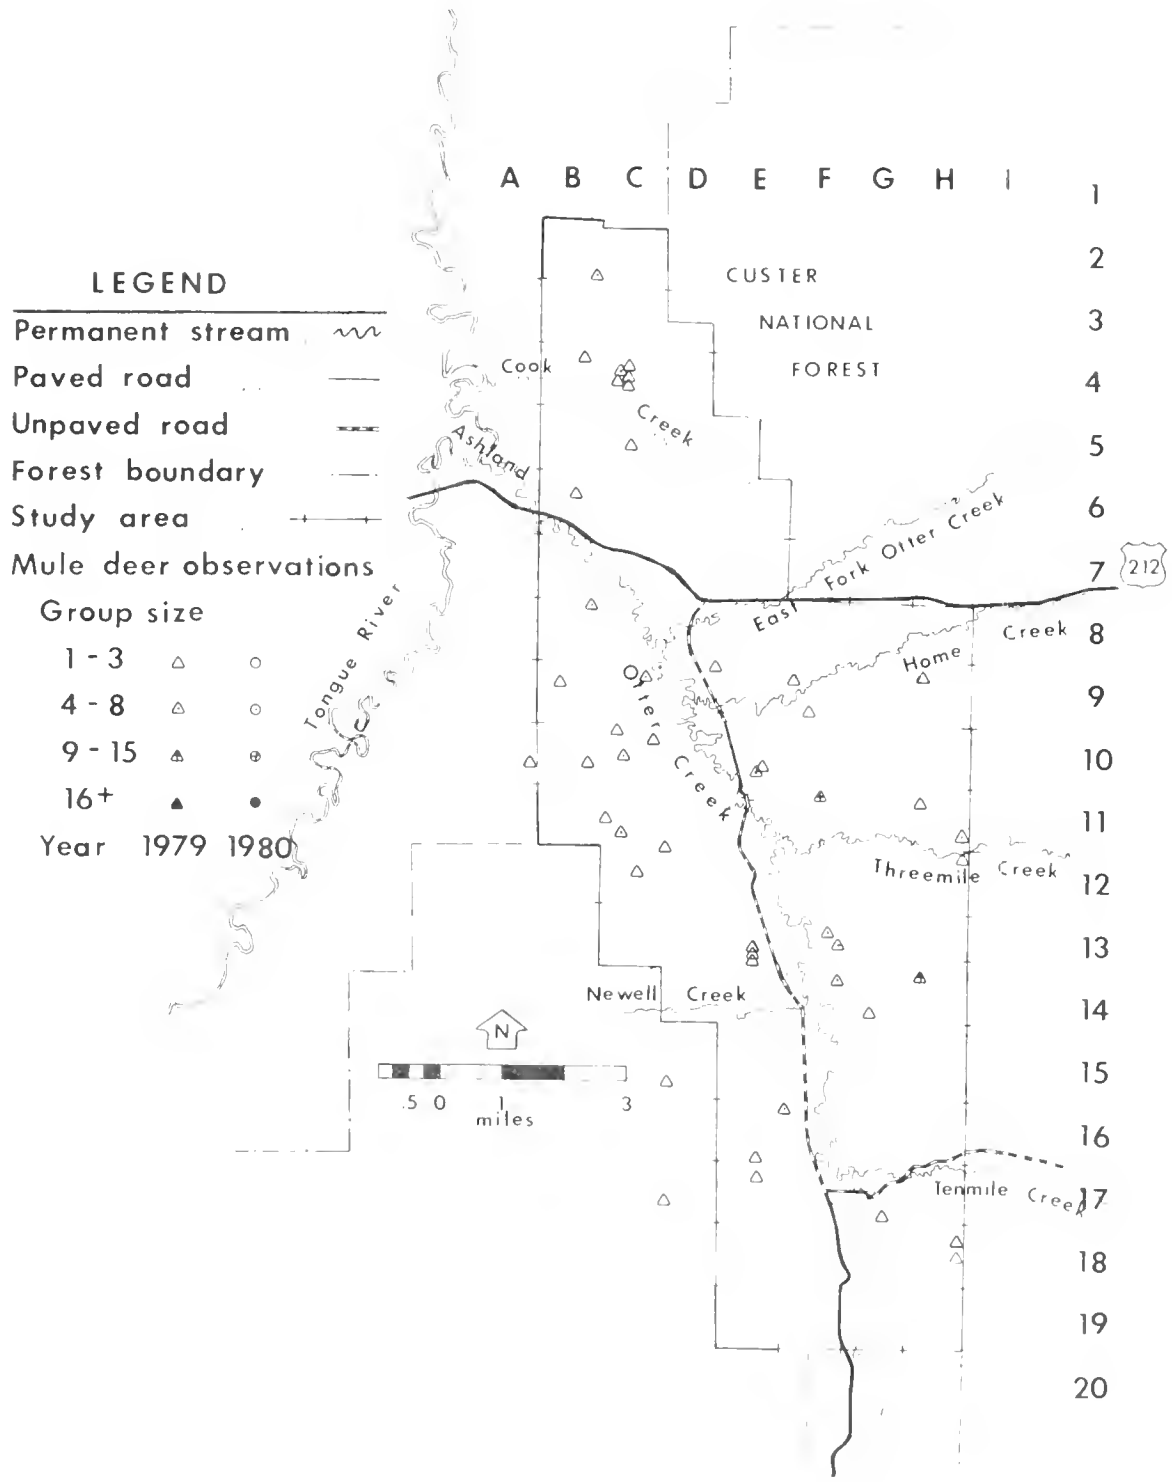 A B C D E F G H I
1
2
3
4
5
6
7
8
9
10
11
12
13
14
15
16
17
18
19
20
CUSTER
NATIONAL
FOREST
LEGEND
Permanent stream
Paved road
Unpaved road
Forest boundary
Study area
Mule deer observations
Group size
1 - 3
4 - 8
9 - 15
16+
Year 1979 1980
Cook
Creek
Ashland
Tongue River
East
Fork Otter Creek
212
Home
Creek
Otter
Creek
Threemile Creek
Newell Creek
N
.5 0 1 3
miles
Tenmile Creek